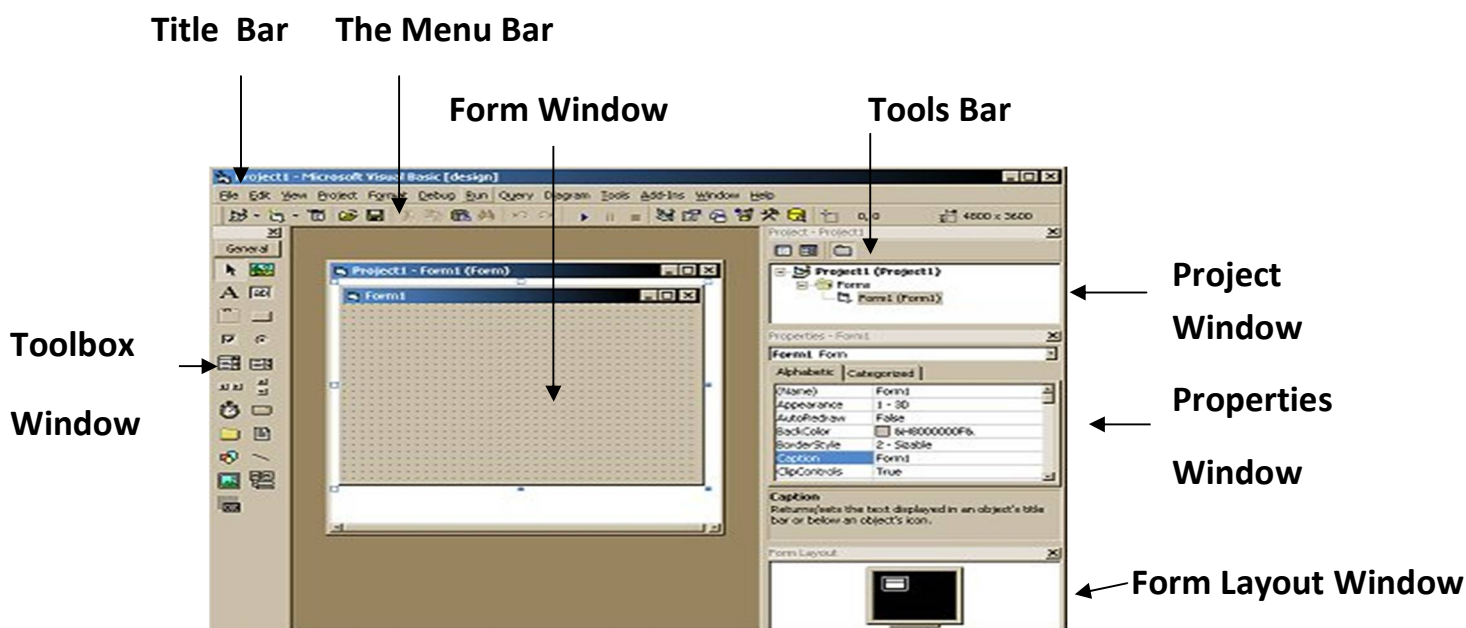 Title Bar The Menu Bar
Form Window Tools Bar
Project1 - Microsoft Visual Basic [design]
File Edit View Project Format Debug Run Query Diagram Tools Add-Ins Window Help
0, 0 4800 x 3600
General
Project1 - Form1 (Form)
Form1
Project - Project1
Project1 (Project1)
Forms
Form1 (Form1)
Project
Window
Toolbox
Window
Properties - Form1
Form1 Form
Alphabetic Categorized
(Name) Form1
Appearance 1 - 3D
AutoRedraw False
BackColor
BorderStyle 2 - Sizable
Caption Form1
ClipControls True
Properties
Window
Caption
Returns/sets the text displayed in an object's title
bar or below an object's icon.
Form Layout
Form Layout Window